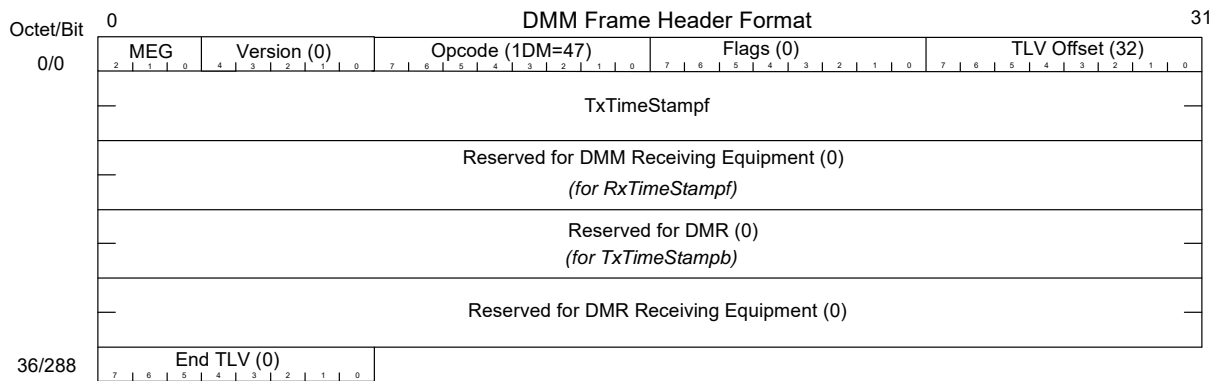 Octet/Bit
0 DMM Frame Header Format 31
0/0
MEG Version (0) Opcode (1DM=47) Flags (0) TLV Offset (32)
2 1 0 4 3 2 1 0 7 6 5 4 3 2 1 0 7 6 5 4 3 2 1 0 7 6 5 4 3 2 1 0
TxTimeStampf
Reserved for DMM Receiving Equipment (0)
(for RxTimeStampf)
Reserved for DMR (0)
(for TxTimeStampb)
Reserved for DMR Receiving Equipment (0)
36/288
End TLV (0)
7 6 5 4 3 2 1 0